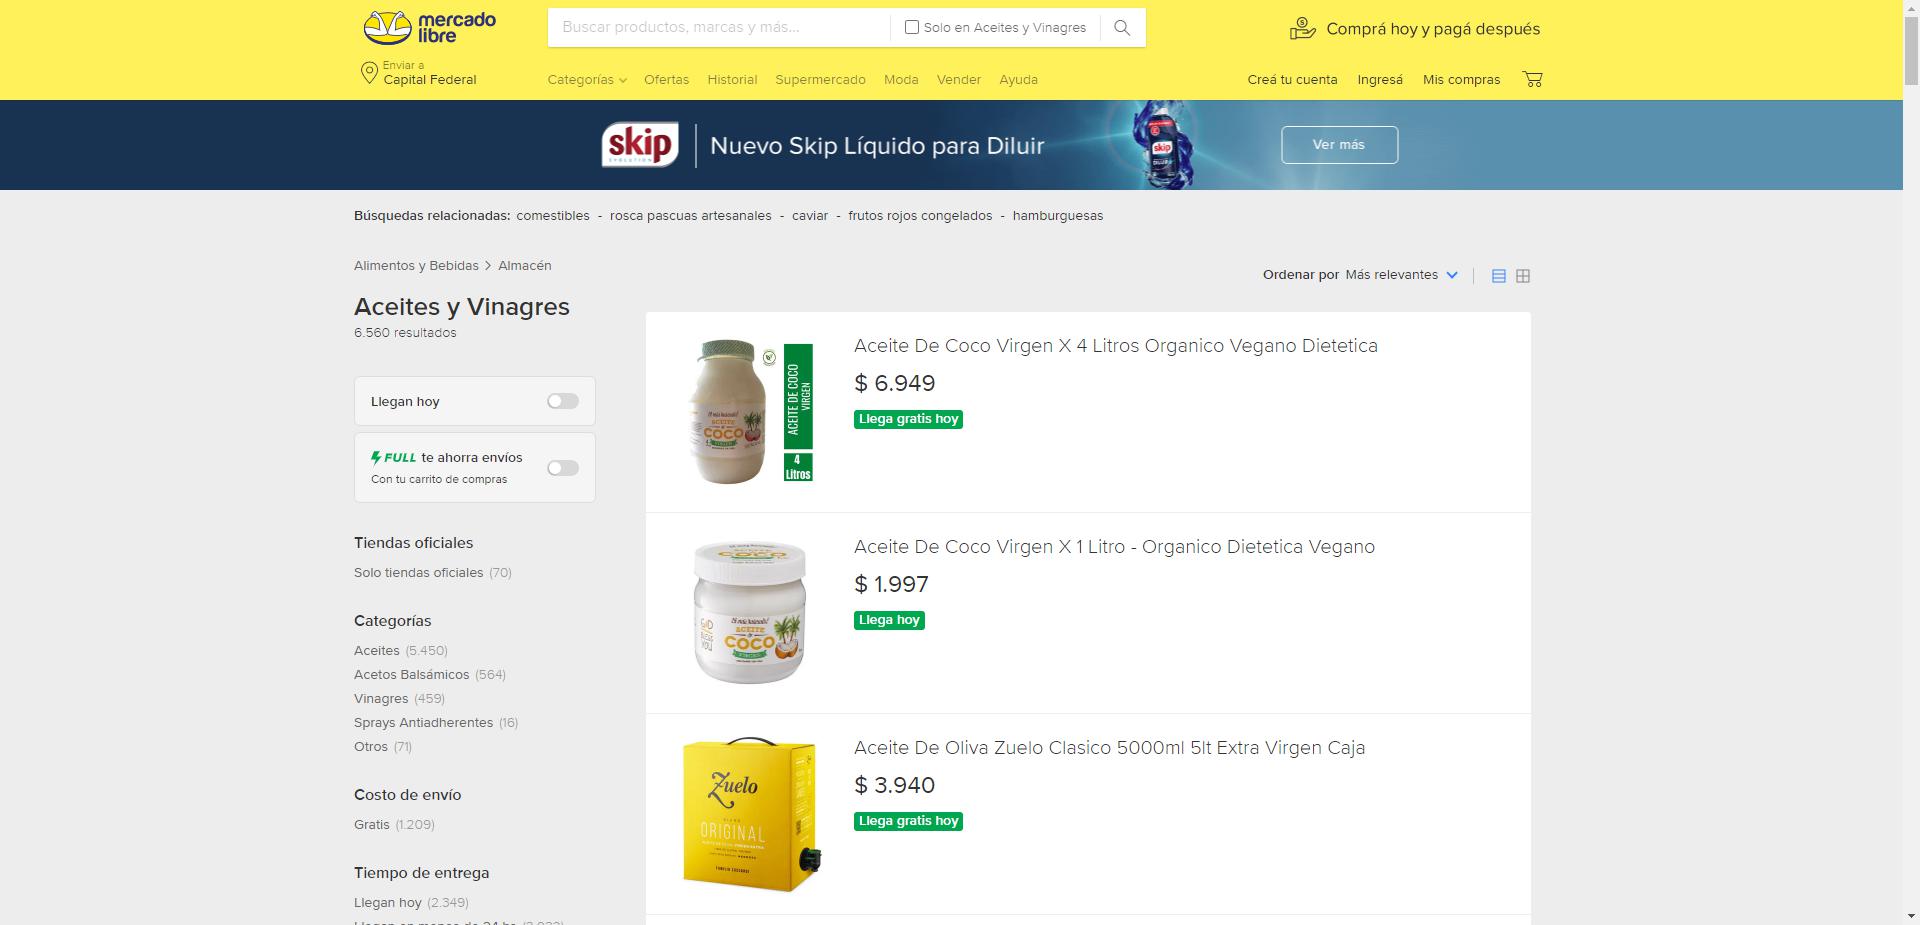 mercado
libre
Buscar productos, marcas y más...
Solo en Aceites y Vinagres
Comprá hoy y pagá después
Enviar a
Capital Federal
Categorías
Ofertas
Historial
Supermercado
Moda
Vender
Ayuda
Creá tu cuenta
Ingresá
Mis compras
skip
Nuevo Skip Líquido para Diluir
skip
Ver más
Búsquedas relacionadas: comestibles - rosca pascuas artesanales - caviar - frutos rojos congelados - hamburguesas
Alimentos y Bebidas > Almacén
Ordenar por Más relevantes
Aceites y Vinagres
6.560 resultados
Llegan hoy
FULL te ahorra envíos
Con tu carrito de compras
Tiendas oficiales
Solo tiendas oficiales (70)
Categorías
Aceites (5.450)
Acetos Balsámicos (564)
Vinagres (459)
Sprays Antiadherentes (16)
Otros (71)
Costo de envío
Gratis (1.209)
Tiempo de entrega
Llegan hoy (2.349)
ACEITE
COCO
ACEITE DE COCO
VIRGEN
4
Litros
Aceite De Coco Virgen X 4 Litros Organico Vegano Dietetica
$ 6.949
Llega gratis hoy
ACEITE
COCO
Aceite De Coco Virgen X 1 Litro - Organico Dietetica Vegano
$ 1.997
Llega hoy
Zuelo
ORIGINAL
Aceite De Oliva Zuelo Clasico 5000ml 5lt Extra Virgen Caja
$ 3.940
Llega gratis hoy